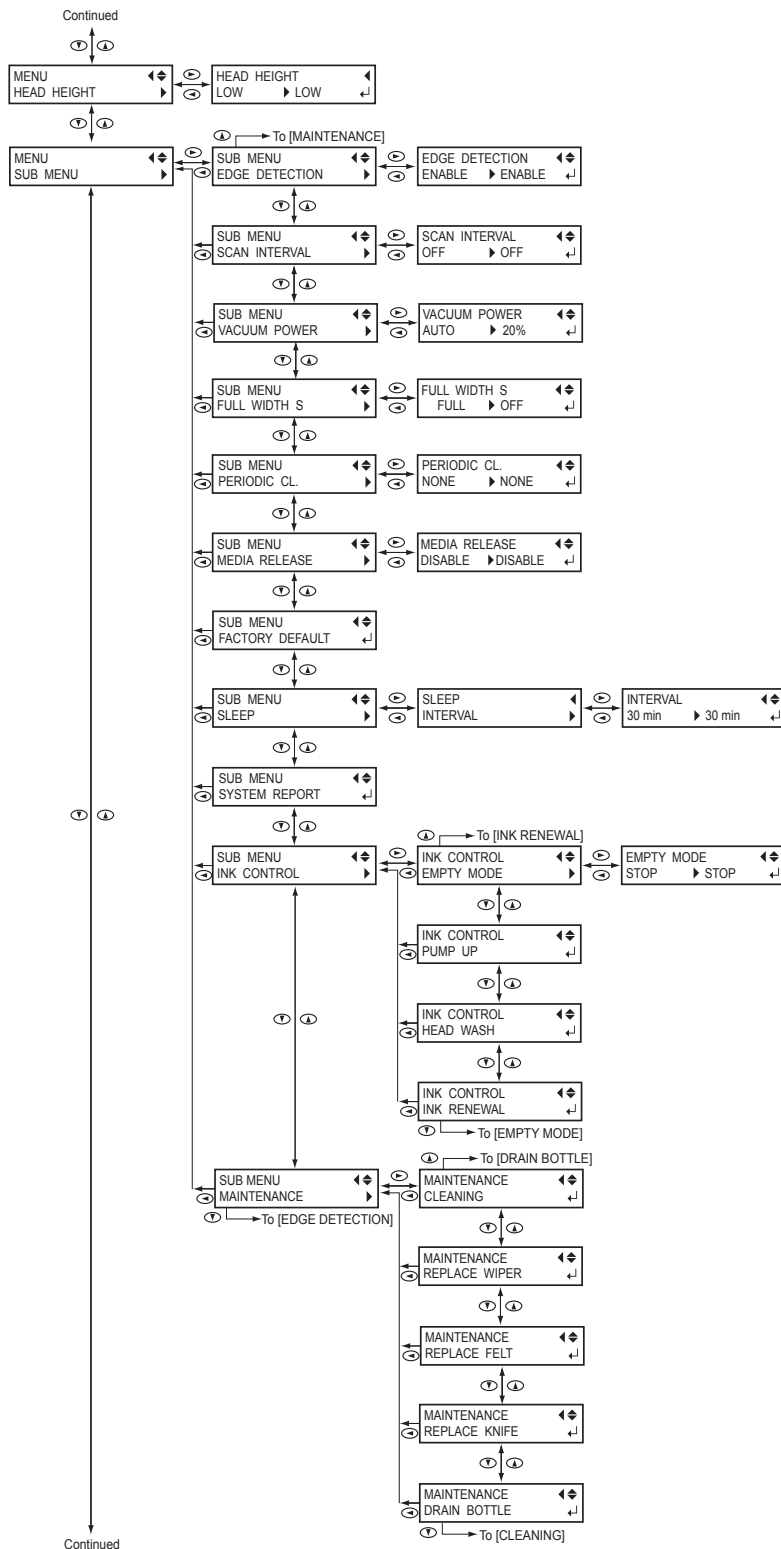 Continued
MENU
HEAD HEIGHT
HEAD HEIGHT
LOW LOW
To [MAINTENANCE]
MENU
SUB MENU
SUB MENU
EDGE DETECTION
EDGE DETECTION
ENABLE ENABLE
SUB MENU
SCAN INTERVAL
SCAN INTERVAL
OFF OFF
SUB MENU
VACUUM POWER
VACUUM POWER
AUTO 20%
SUB MENU
FULL WIDTH S
FULL WIDTH S
FULL OFF
SUB MENU
PERIODIC CL.
PERIODIC CL.
NONE NONE
SUB MENU
MEDIA RELEASE
MEDIA RELEASE
DISABLE DISABLE
SUB MENU
FACTORY DEFAULT
SUB MENU
SLEEP
SLEEP
INTERVAL
INTERVAL
30 min 30 min
SUB MENU
SYSTEM REPORT
To [INK RENEWAL]
SUB MENU
INK CONTROL
INK CONTROL
EMPTY MODE
EMPTY MODE
STOP STOP
INK CONTROL
PUMP UP
INK CONTROL
HEAD WASH
INK CONTROL
INK RENEWAL
To [EMPTY MODE]
To [DRAIN BOTTLE]
SUB MENU
MAINTENANCE
To [EDGE DETECTION]
MAINTENANCE
CLEANING
MAINTENANCE
REPLACE WIPER
MAINTENANCE
REPLACE FELT
MAINTENANCE
REPLACE KNIFE
MAINTENANCE
DRAIN BOTTLE
To [CLEANING]
Continued